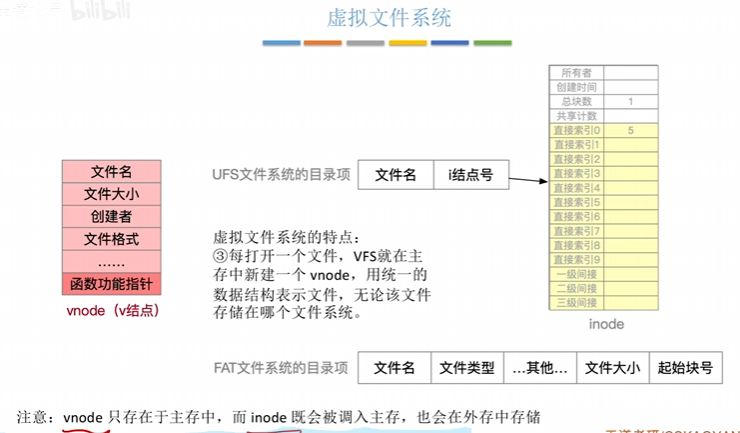 bilibili
虚拟文件系统
所有者
创建时间
总块数 1
共享计数
直接索引0 5
直接索引1
直接索引2
直接索引3
直接索引4
直接索引5
直接索引6
直接索引7
直接索引8
直接索引9
一级间接
二级间接
三级间接
inode
UFS文件系统的目录项 文件名 i结点号
文件名
文件大小
创建者
文件格式
……
函数功能指针
vnode（v结点）
虚拟文件系统的特点：
③每打开一个文件，VFS就在主
存中新建一个 vnode，用统一的
数据结构表示文件，无论该文件
存储在哪个文件系统。
FAT文件系统的目录项 文件名 文件类型 …其他… 文件大小 起始块号
注意：vnode 只存在于主存中，而 inode 既会被调入主存，也会在外存中存储